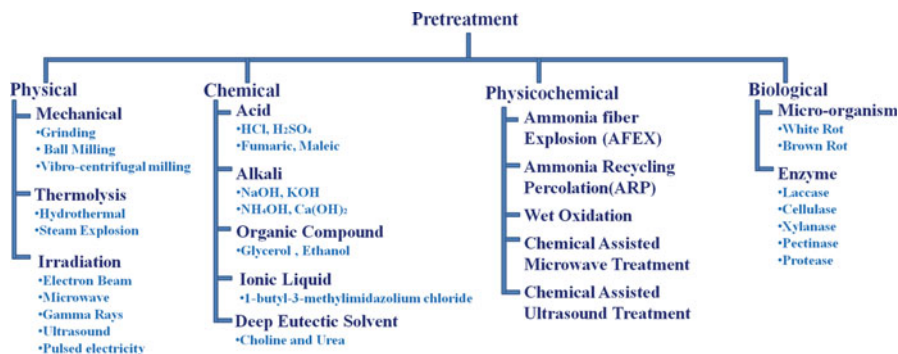 Pretreatment
Physical
Mechanical
•Grinding
• Ball Milling
•Vibro-centrifugal milling
Thermolysis
•Hydrothermal
•Steam Explosion
Irradiation
•Electron Beam
•Microwave
•Gamma Rays
•Ultrasound
•Pulsed electricity
Chemical
Acid
•HCl, H₂SO₄
•Fumaric, Maleic
Alkali
•NaOH, KOH
•NH₄OH, Ca(OH)₂
Organic Compound
•Glycerol , Ethanol
Ionic Liquid
•1-butyl-3-methylimidazolium chloride
Deep Eutectic Solvent
•Choline and Urea
Physicochemical
Ammonia fiber
Explosion (AFEX)
Ammonia Recycling
Percolation(ARP)
Wet Oxidation
Chemical Assisted
Microwave Treatment
Chemical Assisted
Ultrasound Treatment
Biological
Micro-organism
•White Rot
•Brown Rot
Enzyme
•Laccase
•Cellulase
•Xylanase
•Pectinase
•Protease